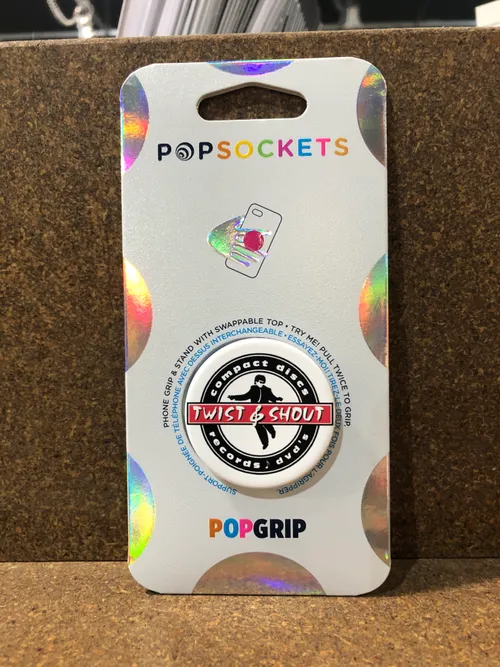 POPSOCKETS
PHONE GRIP & STAND WITH SWAPPABLE TOP • TRY ME! PULL TWICE TO GRIP.
SUPPORT-POIGNÉE DE TÉLÉPHONE AVEC DESSUS INTERCHANGEABLE • ESSAYEZ-MOI! TIREZ-LE DEUX FOIS POUR L'AGRIPPER.
compact discs
TWIST & SHOUT
records ♪ dvd's
POPGRIP